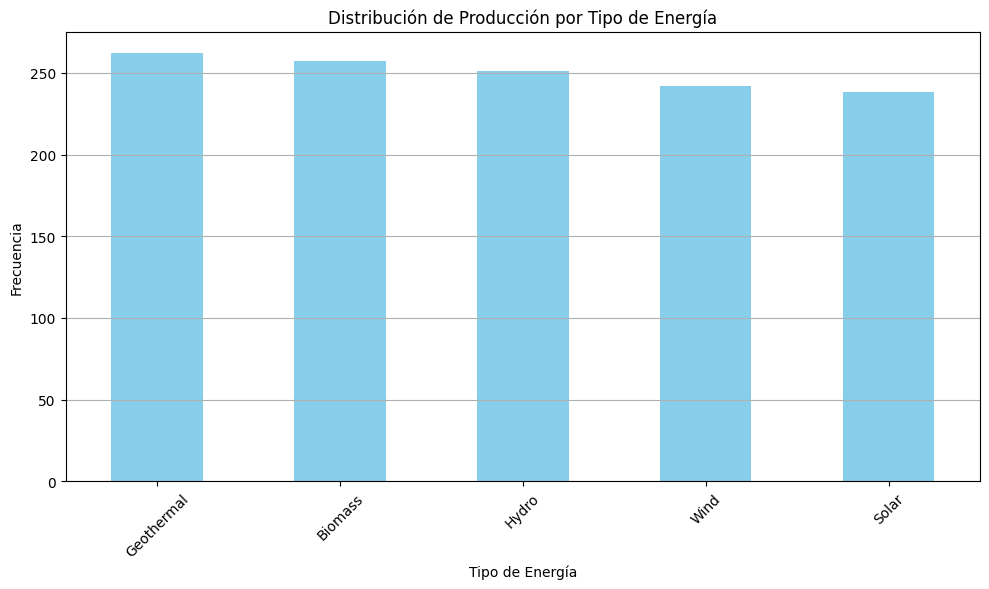 Distribución de Producción por Tipo de Energía
Frecuencia
250
200
150
100
50
0
Geothermal
Biomass
Hydro
Wind
Solar
Tipo de Energía